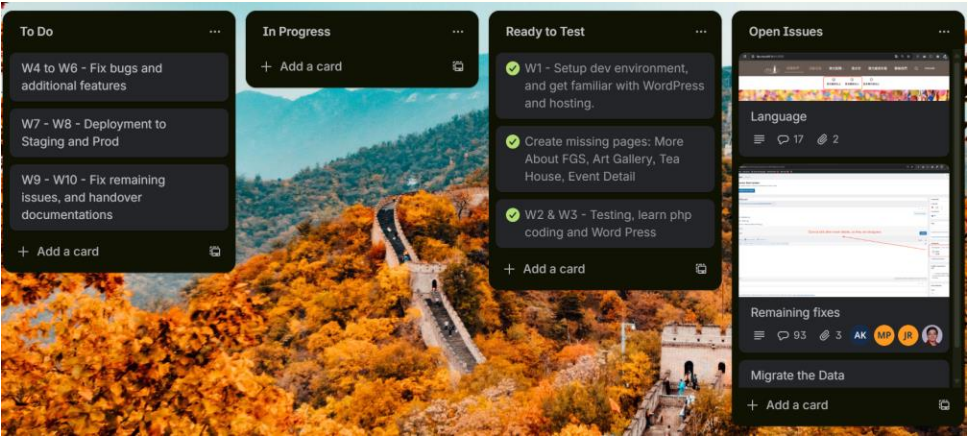 To Do
W4 to W6 - Fix bugs and
additional features
W7 - W8 - Deployment to
Staging and Prod
W9 - W10 - Fix remaining
issues, and handover
documentations
+ Add a card
In Progress
+ Add a card
Ready to Test
W1 - Setup dev environment,
and get familiar with WordPress
and hosting.
Create missing pages: More
About FGS, Art Gallery, Tea
House, Event Detail
W2 & W3 - Testing, learn php
coding and Word Press
+ Add a card
Open Issues
Language
17 2
Remaining fixes
93 3 AK MP JR
Migrate the Data
+ Add a card